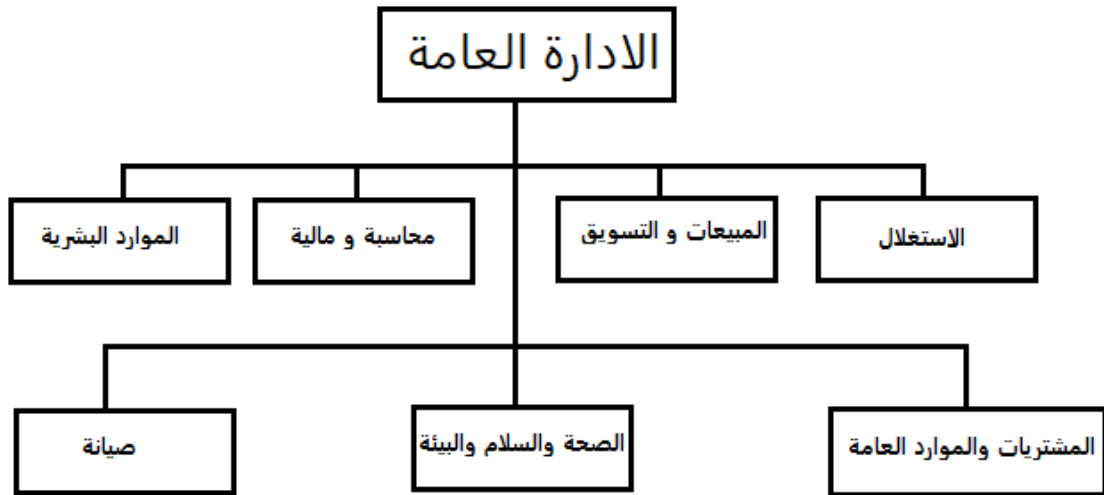 الادارة العامة
الاستغلال
المبيعات و التسويق
محاسبة و مالية
الموارد البشرية
المشتريات والموارد العامة
الصحة والسلام والبيئة
صيانة